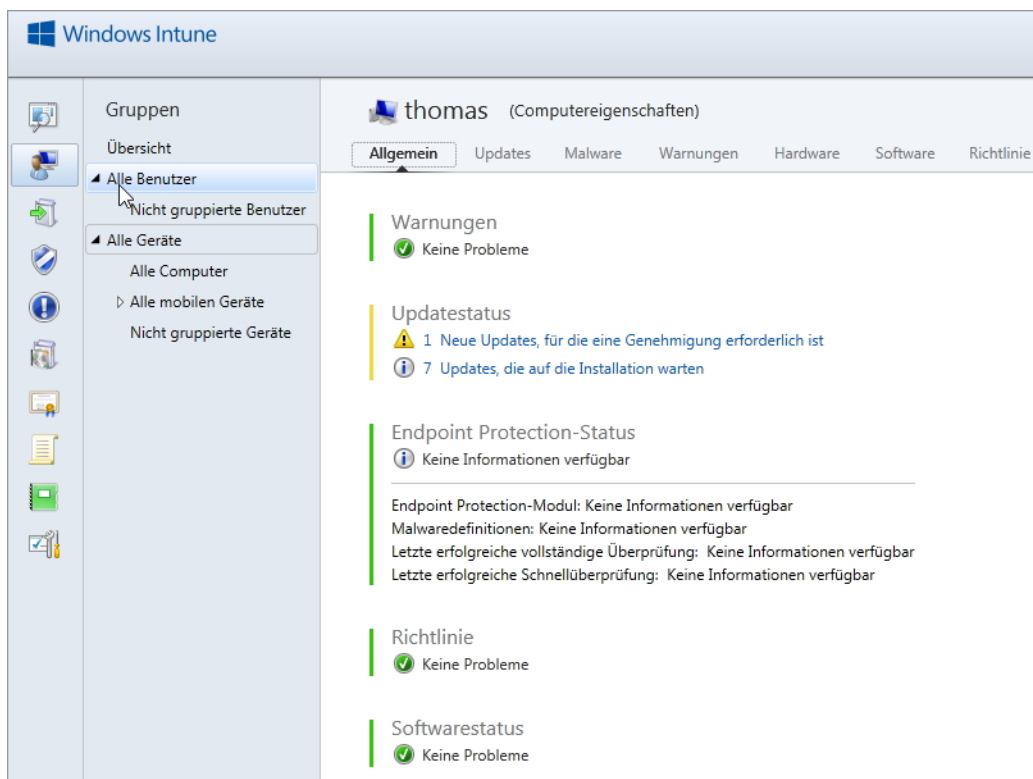 Windows Intune
Gruppen
Übersicht
Alle Benutzer
Nicht gruppierte Benutzer
Alle Geräte
Alle Computer
Alle mobilen Geräte
Nicht gruppierte Geräte
thomas (Computereigenschaften)
Allgemein Updates Malware Warnungen Hardware Software Richtlinie
Warnungen
Keine Probleme
Updatestatus
1 Neue Updates, für die eine Genehmigung erforderlich ist
7 Updates, die auf die Installation warten
Endpoint Protection-Status
Keine Informationen verfügbar
Endpoint Protection-Modul: Keine Informationen verfügbar
Malwaredefinitionen: Keine Informationen verfügbar
Letzte erfolgreiche vollständige Überprüfung: Keine Informationen verfügbar
Letzte erfolgreiche Schnellüberprüfung: Keine Informationen verfügbar
Richtlinie
Keine Probleme
Softwarestatus
Keine Probleme